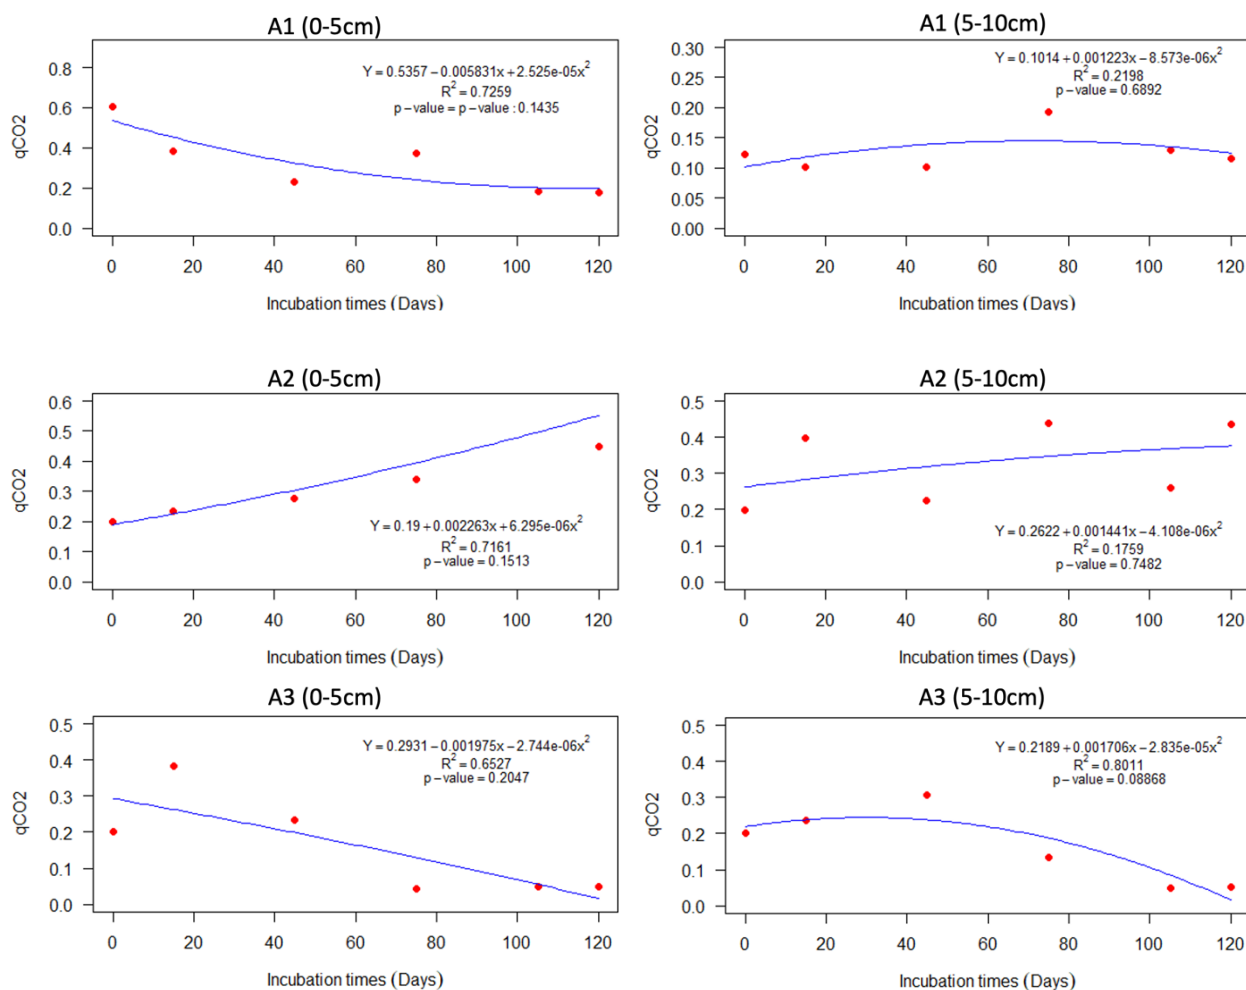 A1 (0-5cm)
qCO2
0.8
0.6
0.4
0.2
0.0
Y = 0.5357 − 0.005831x + 2.525e-05x²
R² = 0.7259
p − value = p − value : 0.1435
0 20 40 60 80 100 120
Incubation times (Days)
A1 (5-10cm)
qCO2
0.30
0.25
0.20
0.15
0.10
0.05
0.00
Y = 0.1014 + 0.001223x − 8.573e-06x²
R² = 0.2198
p − value = 0.6892
0 20 40 60 80 100 120
Incubation times (Days)
A2 (0-5cm)
qCO2
0.6
0.5
0.4
0.3
0.2
0.1
0.0
Y = 0.19 + 0.002263x + 6.295e-06x²
R² = 0.7161
p − value = 0.1513
0 20 40 60 80 100 120
Incubation times (Days)
A2 (5-10cm)
qCO2
0.5
0.4
0.3
0.2
0.1
0.0
Y = 0.2622 + 0.001441x − 4.108e-06x²
R² = 0.1759
p − value = 0.7482
0 20 40 60 80 100 120
Incubation times (Days)
A3 (0-5cm)
qCO2
0.5
0.4
0.3
0.2
0.1
0.0
Y = 0.2931 − 0.001975x − 2.744e-06x²
R² = 0.6527
p − value = 0.2047
0 20 40 60 80 100 120
Incubation times (Days)
A3 (5-10cm)
qCO2
0.5
0.4
0.3
0.2
0.1
0.0
Y = 0.2189 + 0.001706x − 2.835e-05x²
R² = 0.8011
p − value = 0.08868
0 20 40 60 80 100 120
Incubation times (Days)